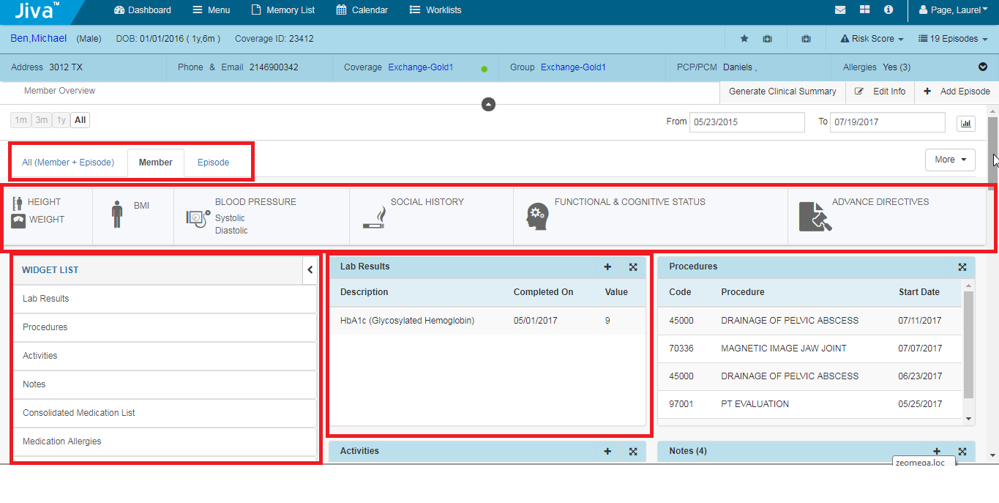 Jiva™ Dashboard Menu Memory List Calendar Worklists Page, Laurel
Ben,Michael (Male) DOB: 01/01/2016 ( 1y,6m ) Coverage ID: 23412 Risk Score 19 Episodes
Address 3012 TX Phone & Email 2146900342 Coverage Exchange-Gold1 Group Exchange-Gold1 PCP/PCM Daniels , Allergies Yes (3)
Member Overview Generate Clinical Summary Edit Info Add Episode
1m 3m 1y All From 05/23/2015 To 07/19/2017
All (Member + Episode) Member Episode More
HEIGHT
WEIGHT
BMI
BLOOD PRESSURE
Systolic
Diastolic
SOCIAL HISTORY
FUNCTIONAL & COGNITIVE STATUS
ADVANCE DIRECTIVES
WIDGET LIST
Lab Results
Procedures
Activities
Notes
Consolidated Medication List
Medication Allergies
Lab Results
Description Completed On Value
HbA1c (Glycosylated Hemoglobin) 05/01/2017 9
Procedures
Code Procedure Start Date
45000 DRAINAGE OF PELVIC ABSCESS 07/11/2017
70336 MAGNETIC IMAGE JAW JOINT 07/07/2017
45000 DRAINAGE OF PELVIC ABSCESS 06/23/2017
97001 PT EVALUATION 05/25/2017
Activities
Notes (4)
zeomega.loc